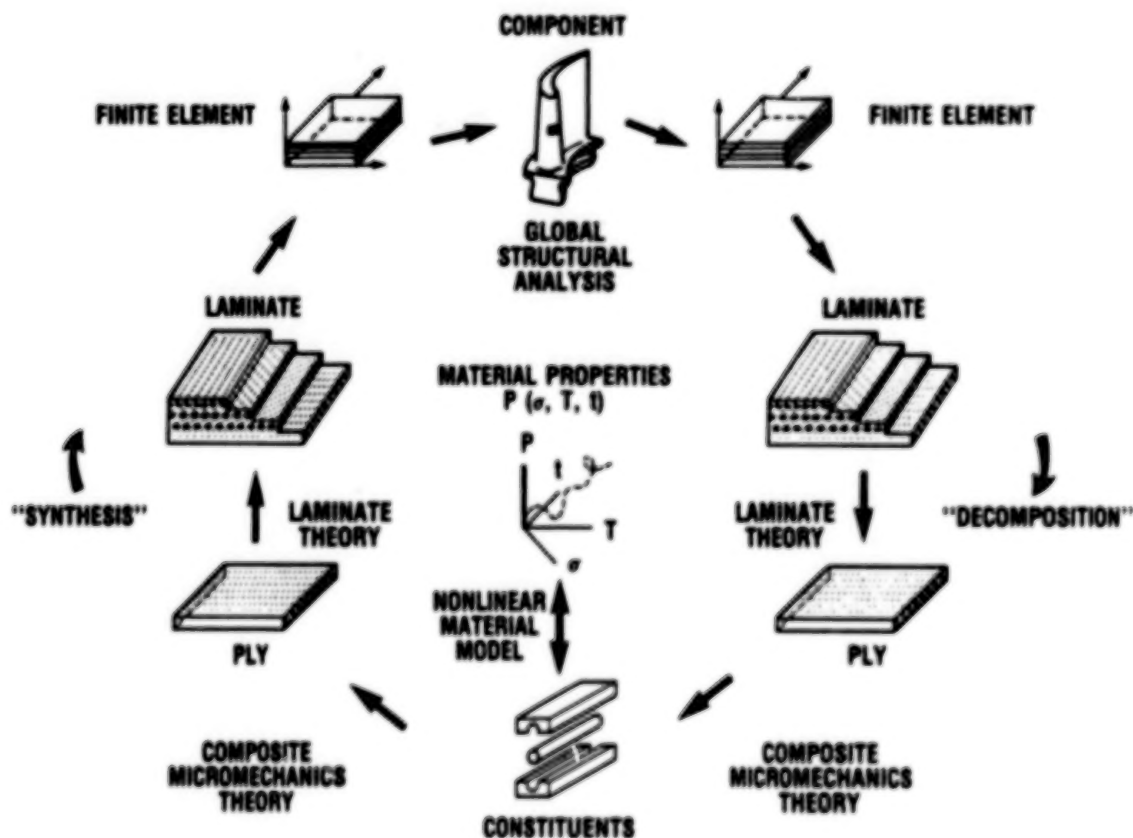 COMPONENT
FINITE ELEMENT
FINITE ELEMENT
GLOBAL
STRUCTURAL
ANALYSIS
LAMINATE
LAMINATE
MATERIAL PROPERTIES
P (σ, T, t)
P
t
T
σ
"SYNTHESIS"
LAMINATE
THEORY
LAMINATE
THEORY
"DECOMPOSITION"
NONLINEAR
MATERIAL
MODEL
PLY
PLY
COMPOSITE
MICROMECHANICS
THEORY
COMPOSITE
MICROMECHANICS
THEORY
CONSTITUENTS